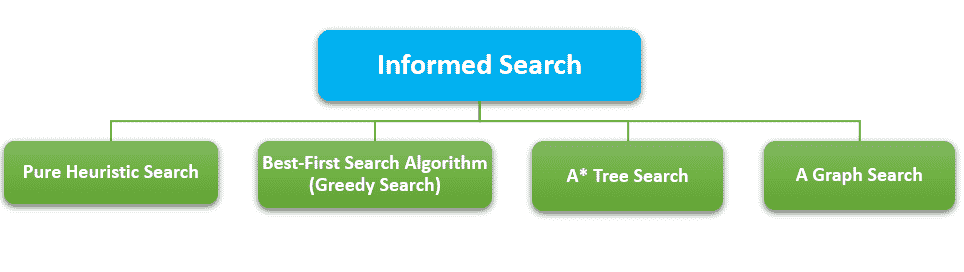 Informed Search
Pure Heuristic Search
Best-First Search Algorithm
(Greedy Search)
A* Tree Search
A Graph Search